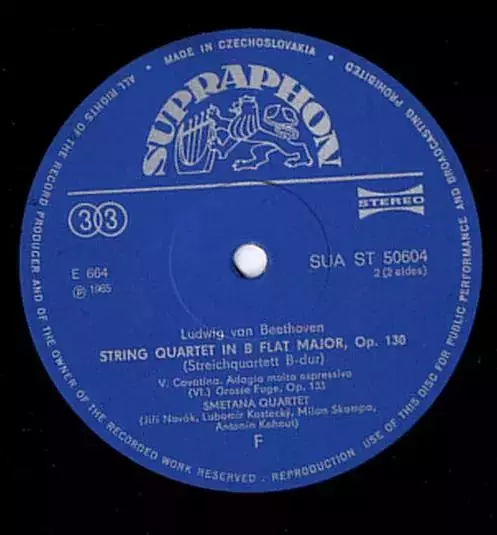 ALL RIGHTS OF THE RECORD PRODUCER AND OF THE OWNER OF THE RECORDED WORK RESERVED · REPRODUCTION USE OF THIS DISC FOR PUBLIC PERFORMANCE AND BROADCASTING PROHIBITED · MADE IN CZECHOSLOVAKIA ·
SUPRAPHON
33
STEREO
E 664
Ⓟ 1965
SUA ST 50604
2 (2 sides)
Ludwig van Beethoven
STRING QUARTET IN B FLAT MAJOR, Op. 130
(Streichquartett B-dur)
V. Cavatina. Adagio molto espressivo
(VI.) Grosse Fuge, Op. 133
SMETANA QUARTET
(Jiří Novák, Lubomír Kostecký, Milan Škampa,
Antonín Kohout)
F